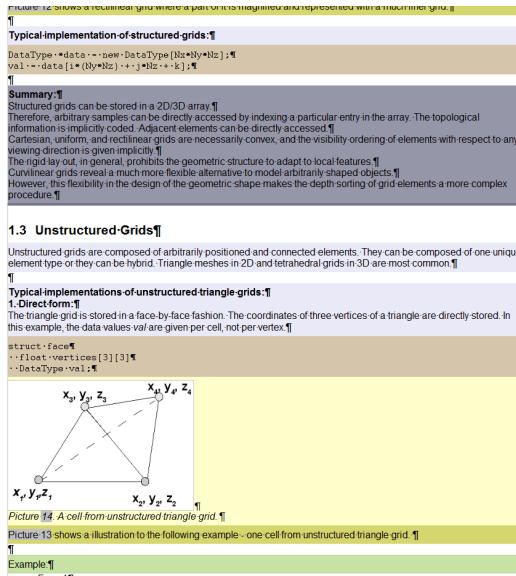 Picture 12 shows a rectilinear grid where a part of it is magnified and represented with a much finer grid.
¶
Typical·implementation·of·structured·grids:¶
DataType·*data·=·new·DataType[Nx*Ny*Nz];¶
val·=·data[i*(Ny*Nz)·+·j*Nz·+·k];¶
¶
Summary:¶
Structured·grids·can·be·stored·in·a·2D/3D·array.¶
Therefore,·arbitrary·samples·can·be·directly·accessed·by·indexing·a·particular·entry·in·the·array.·The·topological·
information·is·implicitly·coded.·Adjacent·elements·can·be·directly·accessed.¶
Cartesian,·uniform,·and·rectilinear·grids·are·necessarily·convex,·and·the·visibility·ordering·of·elements·with·respect·to·any
viewing·direction·is·given·implicitly.¶
The·rigid·lay·out,·in·general,·prohibits·the·geometric·structure·to·adapt·to·local·features.¶
Curvilinear·grids·reveal·a·much·more·flexible·alternative·to·model·arbitrarily·shaped·objects.¶
However,·this·flexibility·in·the·design·of·the·geometric·shape·makes·the·depth·sorting·of·grid·elements·a·more·complex·
procedure.¶
1.3 Unstructured·Grids¶
Unstructured·grids·are·composed·of·arbitrarily·positioned·and·connected·elements.·They·can·be·composed·of·one·uniqu
element·type·or·they·can·be·hybrid.·Triangle·meshes·in·2D·and·tetrahedral·grids·in·3D·are·most·common.¶
¶
Typical·implementations·of·unstructured·triangle·grids:¶
1.·Direct·form:¶
The·triangle·grid·is·stored·in·a·face-by-face·fashion.·The·coordinates·of·three·vertices·of·a·triangle·are·directly·stored.·In·
this·example,·the·data·values·val·are·given·per·cell,·not·per·vertex.¶
struct·face¶
··float·vertices[3][3]¶
··DataType·val;¶
x₃, y₃, z₃
x₄, y₄, z₄
x₁, y₁, z₁
x₂, y₂, z₂
¶
Picture·14.·A·cell·from·unstructured·triangle·grid.·¶
Picture·13·shows·a·illustration·to·the·following·example·-·one·cell·from·unstructured·triangle·grid.·¶
¶
Example:¶